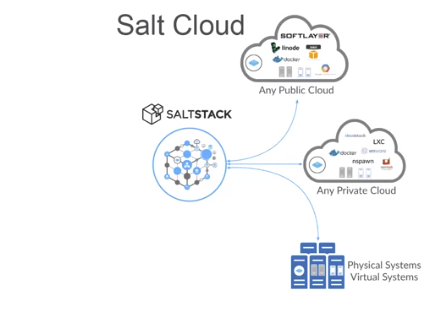 Salt Cloud
SOFTLAYER
linode
docker
Any Public Cloud
SALTSTACK
LXC
docker
nspawn
Any Private Cloud
Physical Systems
Virtual Systems